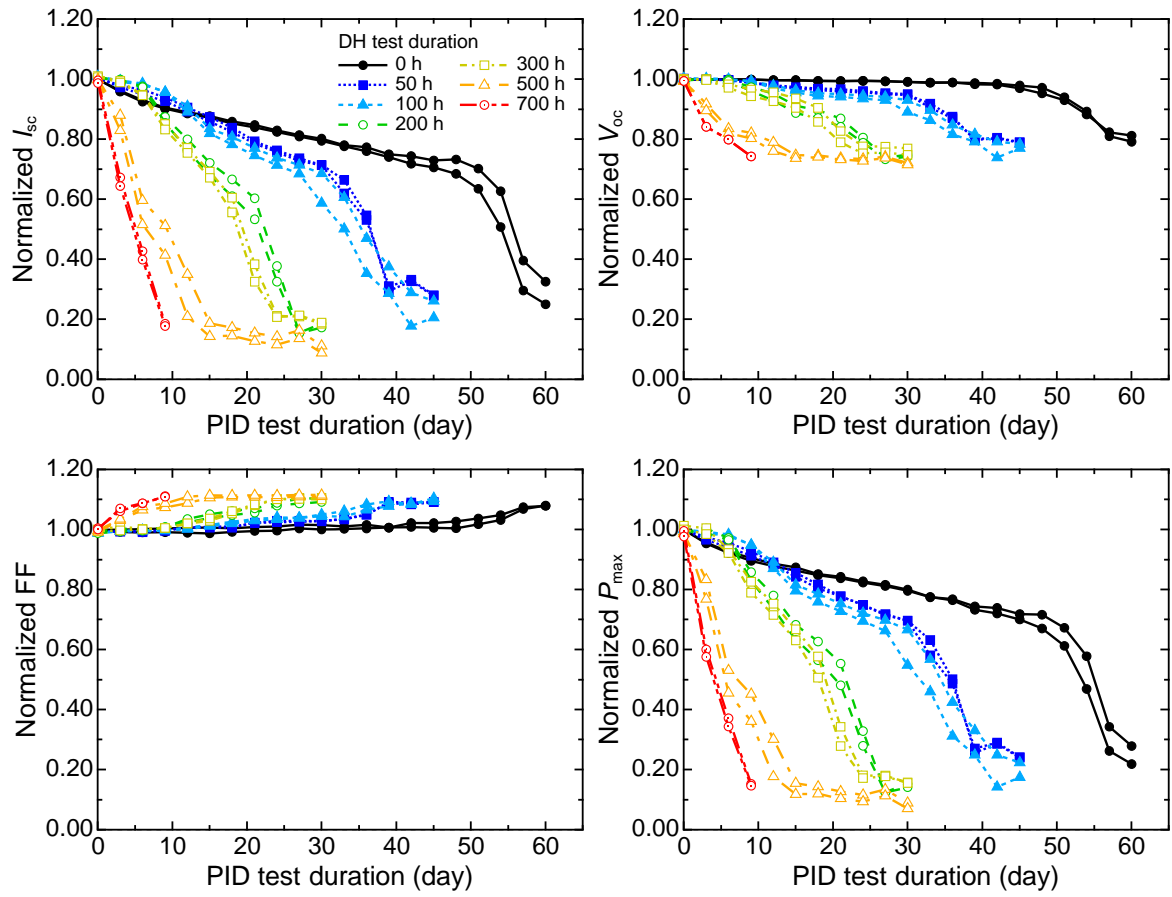 1.20
1.00
0.80
0.60
0.40
0.20
0.00
Normalized Isc
DH test duration
0 h
50 h
100 h
200 h
300 h
500 h
700 h
0 10 20 30 40 50 60
PID test duration (day)
1.20
1.00
0.80
0.60
0.40
0.20
0.00
Normalized Voc
0 10 20 30 40 50 60
PID test duration (day)
1.20
1.00
0.80
0.60
0.40
0.20
0.00
Normalized FF
0 10 20 30 40 50 60
PID test duration (day)
1.20
1.00
0.80
0.60
0.40
0.20
0.00
Normalized Pmax
0 10 20 30 40 50 60
PID test duration (day)